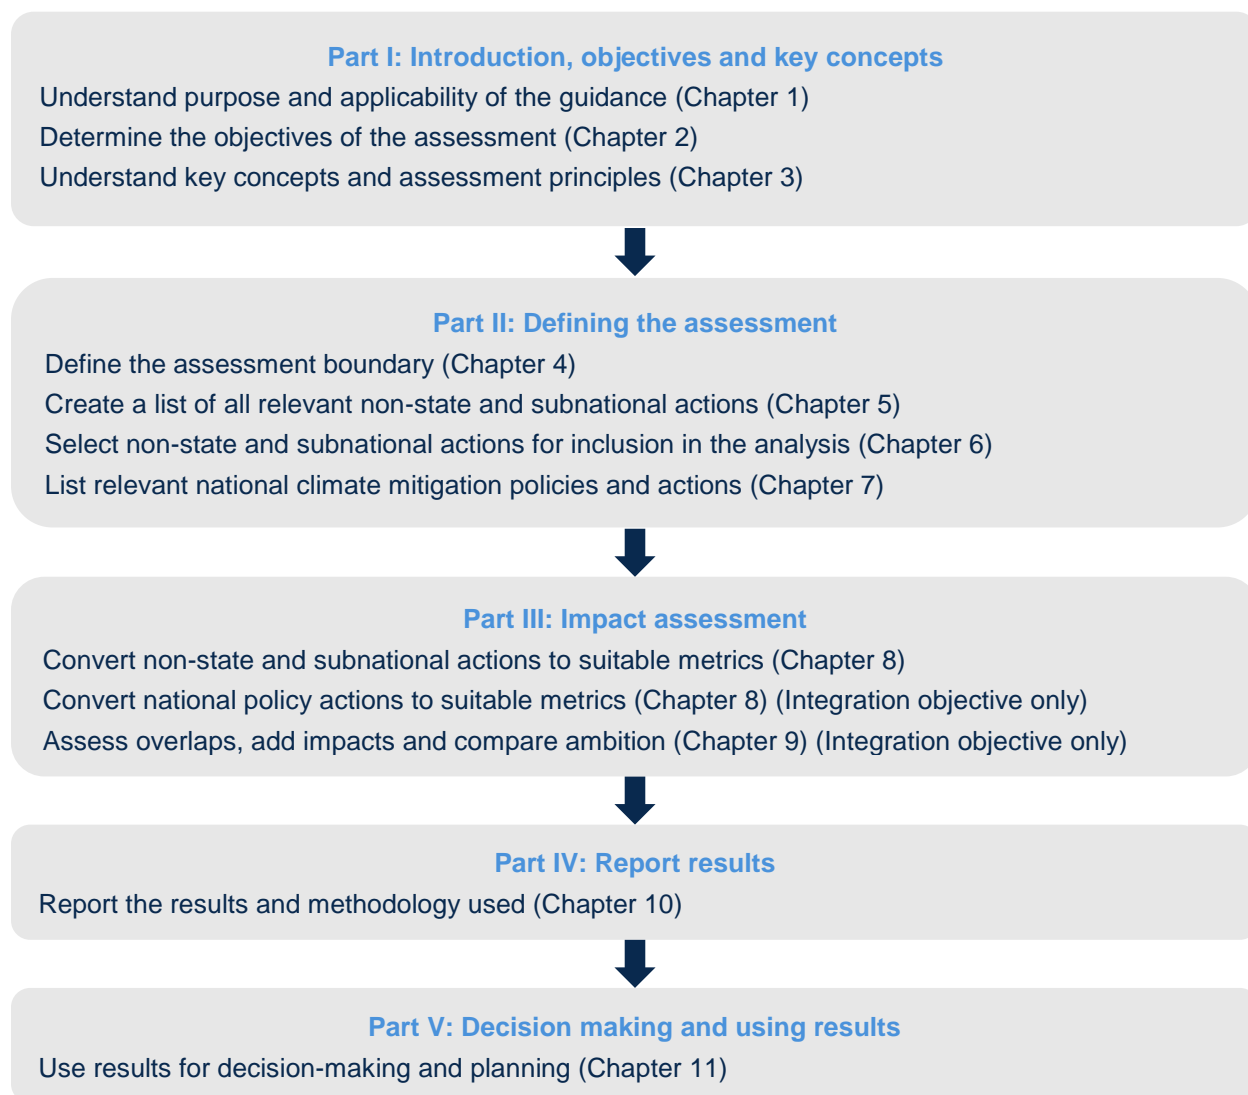 Part I: Introduction, objectives and key concepts
Understand purpose and applicability of the guidance (Chapter 1)
Determine the objectives of the assessment (Chapter 2)
Understand key concepts and assessment principles (Chapter 3)
Part II: Defining the assessment
Define the assessment boundary (Chapter 4)
Create a list of all relevant non-state and subnational actions (Chapter 5)
Select non-state and subnational actions for inclusion in the analysis (Chapter 6)
List relevant national climate mitigation policies and actions (Chapter 7)
Part III: Impact assessment
Convert non-state and subnational actions to suitable metrics (Chapter 8)
Convert national policy actions to suitable metrics (Chapter 8) (Integration objective only)
Assess overlaps, add impacts and compare ambition (Chapter 9) (Integration objective only)
Part IV: Report results
Report the results and methodology used (Chapter 10)
Part V: Decision making and using results
Use results for decision-making and planning (Chapter 11)